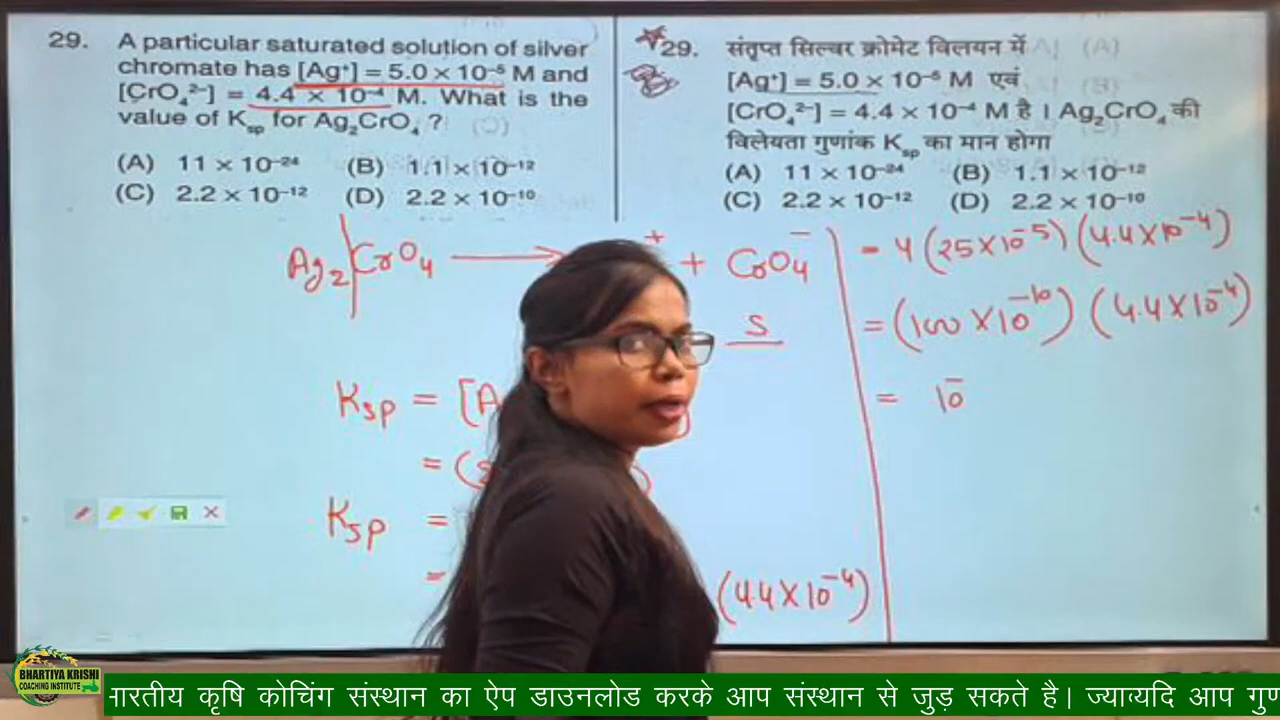 29. A particular saturated solution of silver
chromate has [Ag⁺] = 5.0 × 10⁻⁵ M and
[CrO₄²⁻] = 4.4 × 10⁻⁴ M. What is the
value of Kₛₚ for Ag₂CrO₄ ?
(A) 11 × 10⁻²⁴ (B) 1.1 × 10⁻¹²
(C) 2.2 × 10⁻¹² (D) 2.2 × 10⁻¹⁰
29. संतृप्त सिल्वर क्रोमेट विलयन में
[Ag⁺] = 5.0 × 10⁻⁵ M एवं
[CrO₄²⁻] = 4.4 × 10⁻⁴ M है । Ag₂CrO₄ की
विलेयता गुणांक Kₛₚ का मान होगा
(A) 11 × 10⁻²⁴ (B) 1.1 × 10⁻¹²
(C) 2.2 × 10⁻¹² (D) 2.2 × 10⁻¹⁰
Ag₂CrO₄ → ⁺ + CrO₄⁻
S
Ksp = [A
= (2
Ksp =
= (4.4 × 10⁻⁴)
= 4 (25 × 10⁻⁵) (4.4 × 10⁻⁴)
= (100 × 10⁻¹⁰) (4.4 × 10⁻⁴)
= 10⁻
BHARTIYA KRISHI
COACHING INSTITUTE
भारतीय कृषि कोचिंग संस्थान का ऐप डाउनलोड करके आप संस्थान से जुड़ सकते है। ज्याद्यदि आप गुण